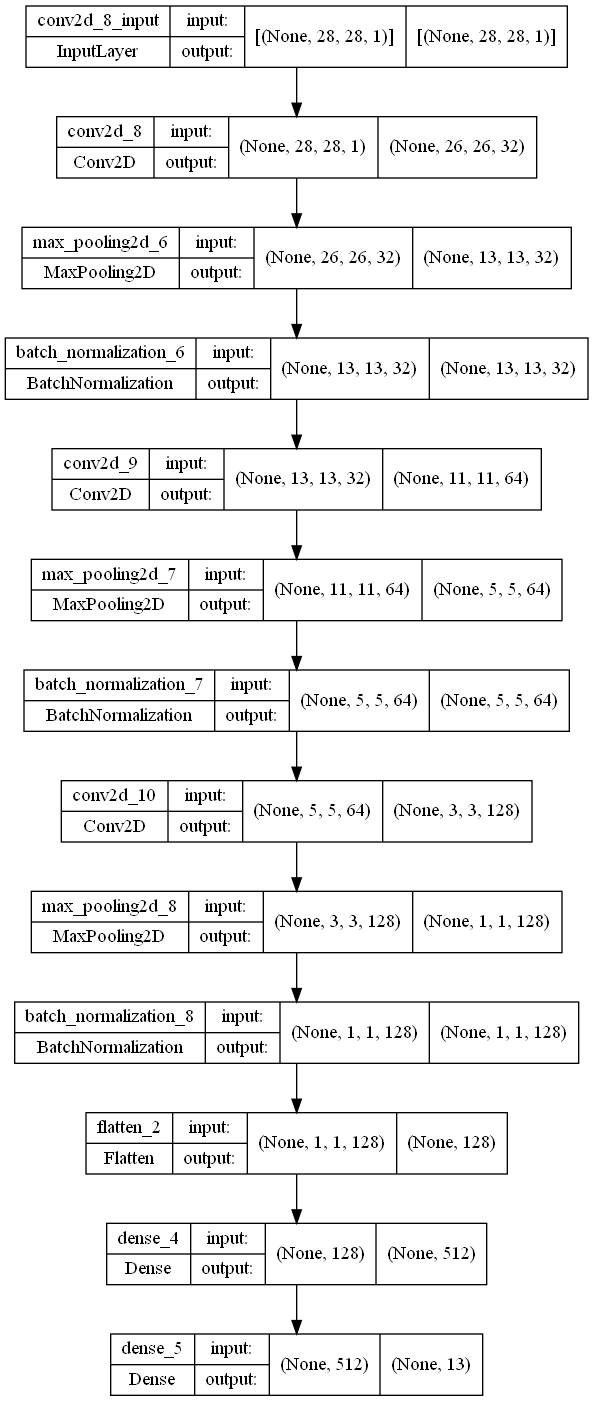 conv2d_8_input input: [(None, 28, 28, 1)] [(None, 28, 28, 1)]
InputLayer output:
conv2d_8 input: (None, 28, 28, 1) (None, 26, 26, 32)
Conv2D output:
max_pooling2d_6 input: (None, 26, 26, 32) (None, 13, 13, 32)
MaxPooling2D output:
batch_normalization_6 input: (None, 13, 13, 32) (None, 13, 13, 32)
BatchNormalization output:
conv2d_9 input: (None, 13, 13, 32) (None, 11, 11, 64)
Conv2D output:
max_pooling2d_7 input: (None, 11, 11, 64) (None, 5, 5, 64)
MaxPooling2D output:
batch_normalization_7 input: (None, 5, 5, 64) (None, 5, 5, 64)
BatchNormalization output:
conv2d_10 input: (None, 5, 5, 64) (None, 3, 3, 128)
Conv2D output:
max_pooling2d_8 input: (None, 3, 3, 128) (None, 1, 1, 128)
MaxPooling2D output:
batch_normalization_8 input: (None, 1, 1, 128) (None, 1, 1, 128)
BatchNormalization output:
flatten_2 input: (None, 1, 1, 128) (None, 128)
Flatten output:
dense_4 input: (None, 128) (None, 512)
Dense output:
dense_5 input: (None, 512) (None, 13)
Dense output: